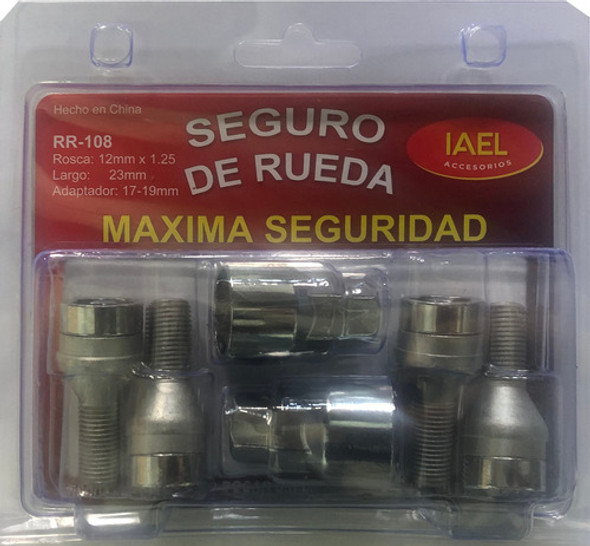 Hecho en China
RR-108
Rosca: 12mm x 1.25
Largo: 23mm
Adaptador: 17-19mm
SEGURO
DE RUEDA
IAEL
ACCESORIOS
MAXIMA SEGURIDAD